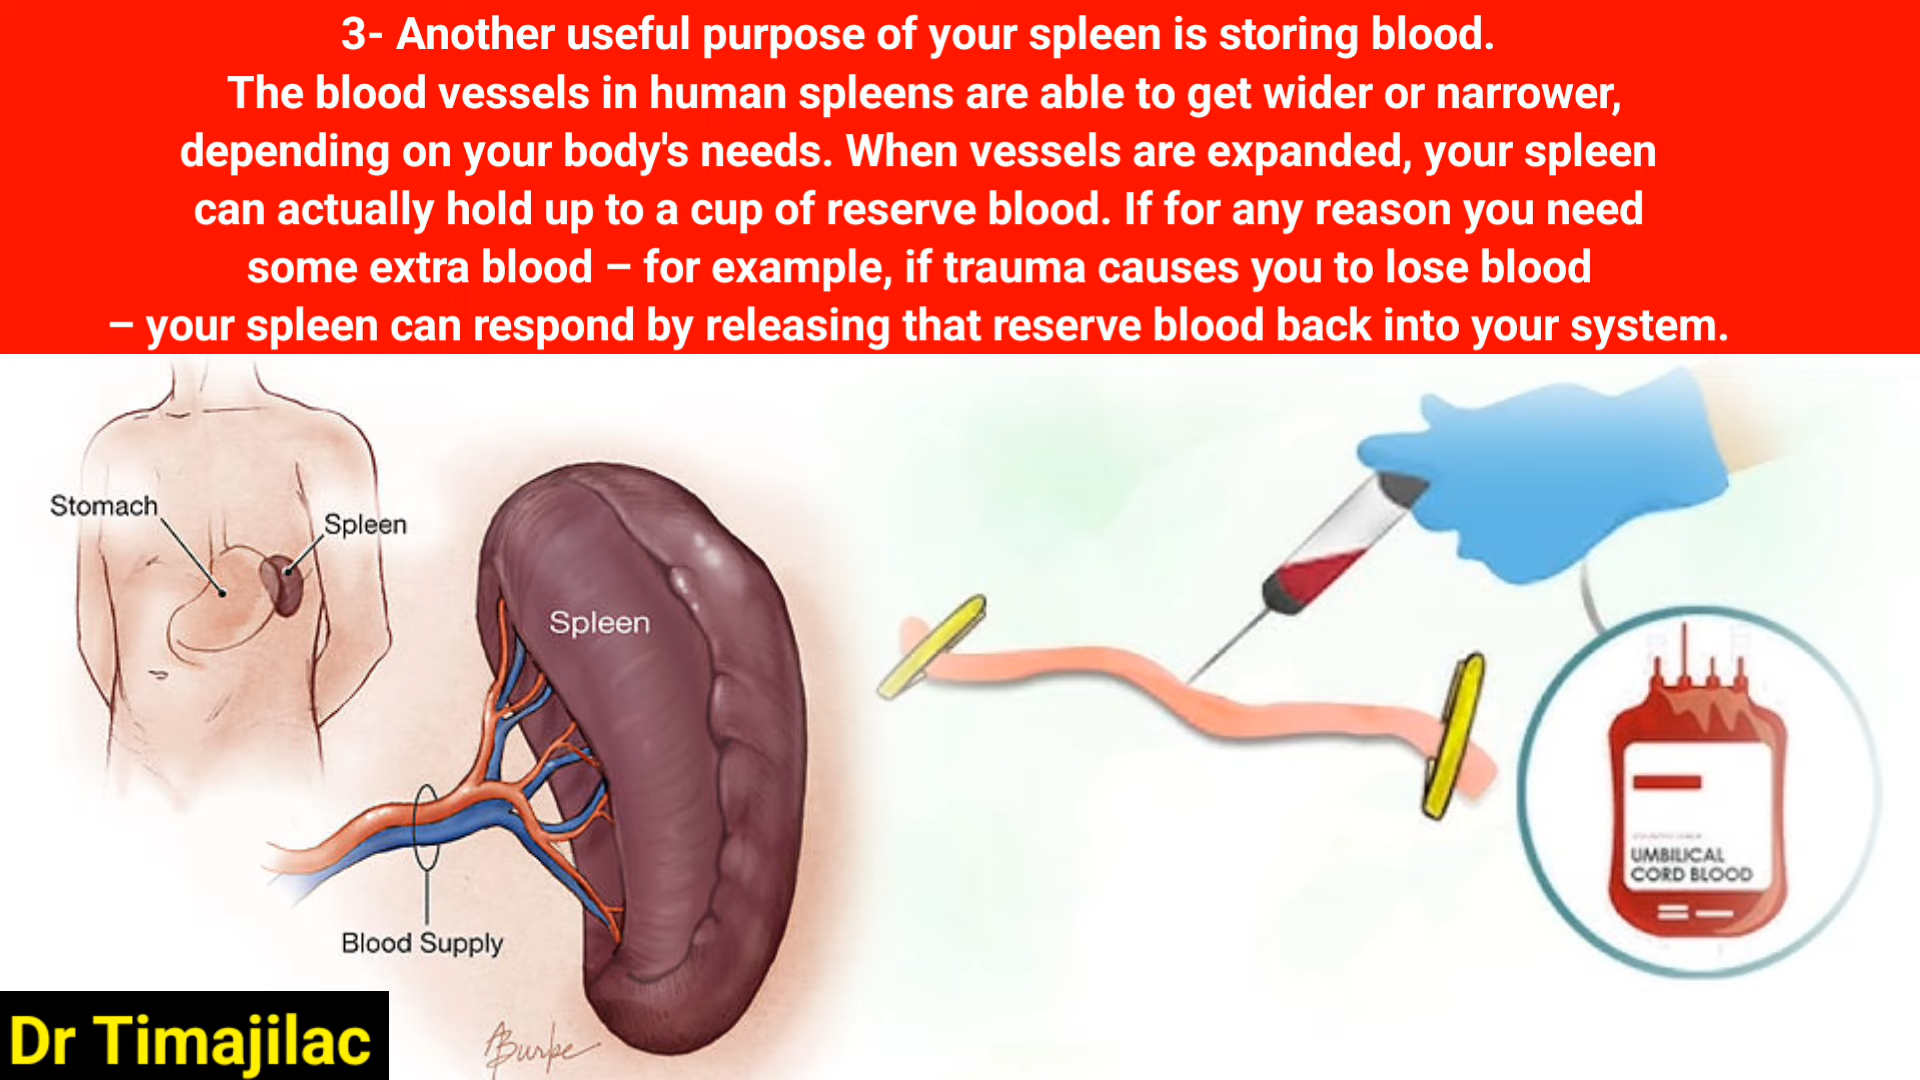 3- Another useful purpose of your spleen is storing blood.
The blood vessels in human spleens are able to get wider or narrower,
depending on your body's needs. When vessels are expanded, your spleen
can actually hold up to a cup of reserve blood. If for any reason you need
some extra blood – for example, if trauma causes you to lose blood
– your spleen can respond by releasing that reserve blood back into your system.
Stomach
Spleen
Spleen
Blood Supply
UMBILICAL
CORD BLOOD
Dr Timajilac
ABurke